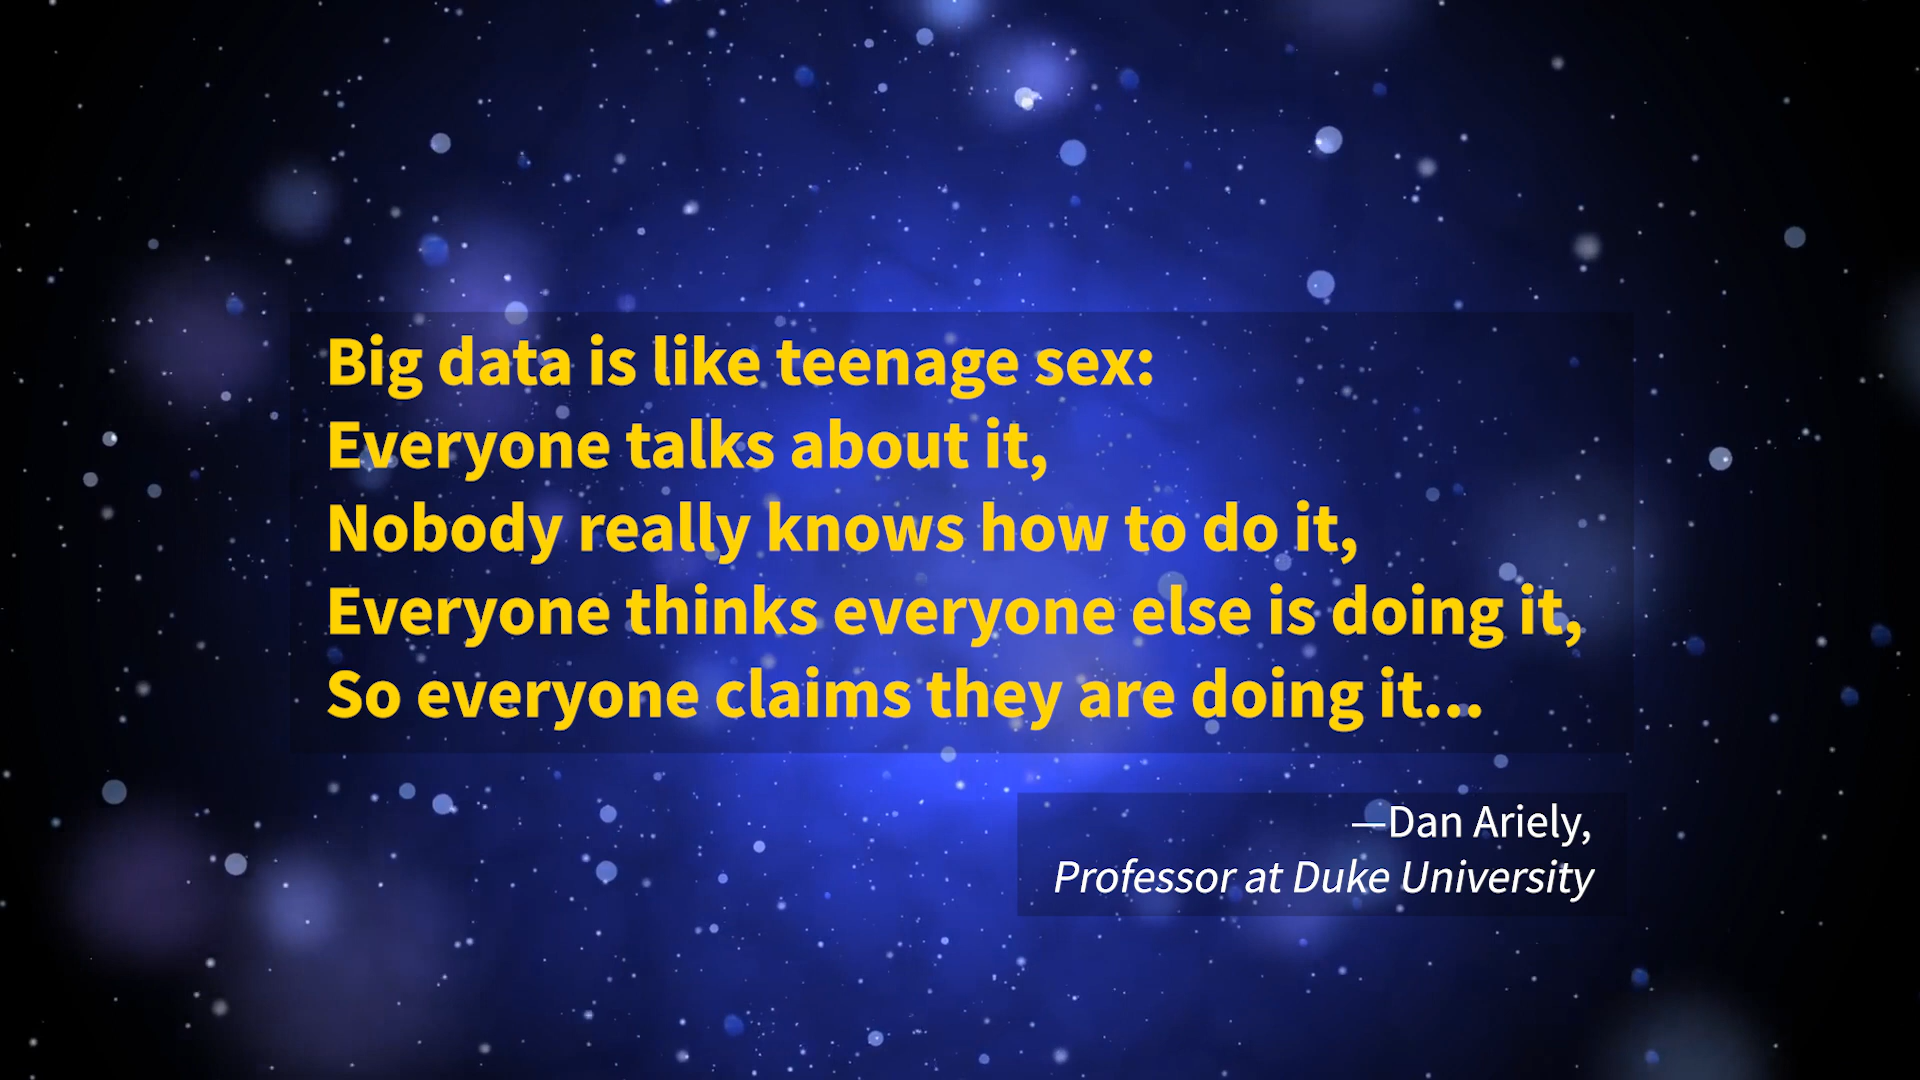 Big data is like teenage sex:
Everyone talks about it,
Nobody really knows how to do it,
Everyone thinks everyone else is doing it,
So everyone claims they are doing it...
—Dan Ariely,
Professor at Duke University